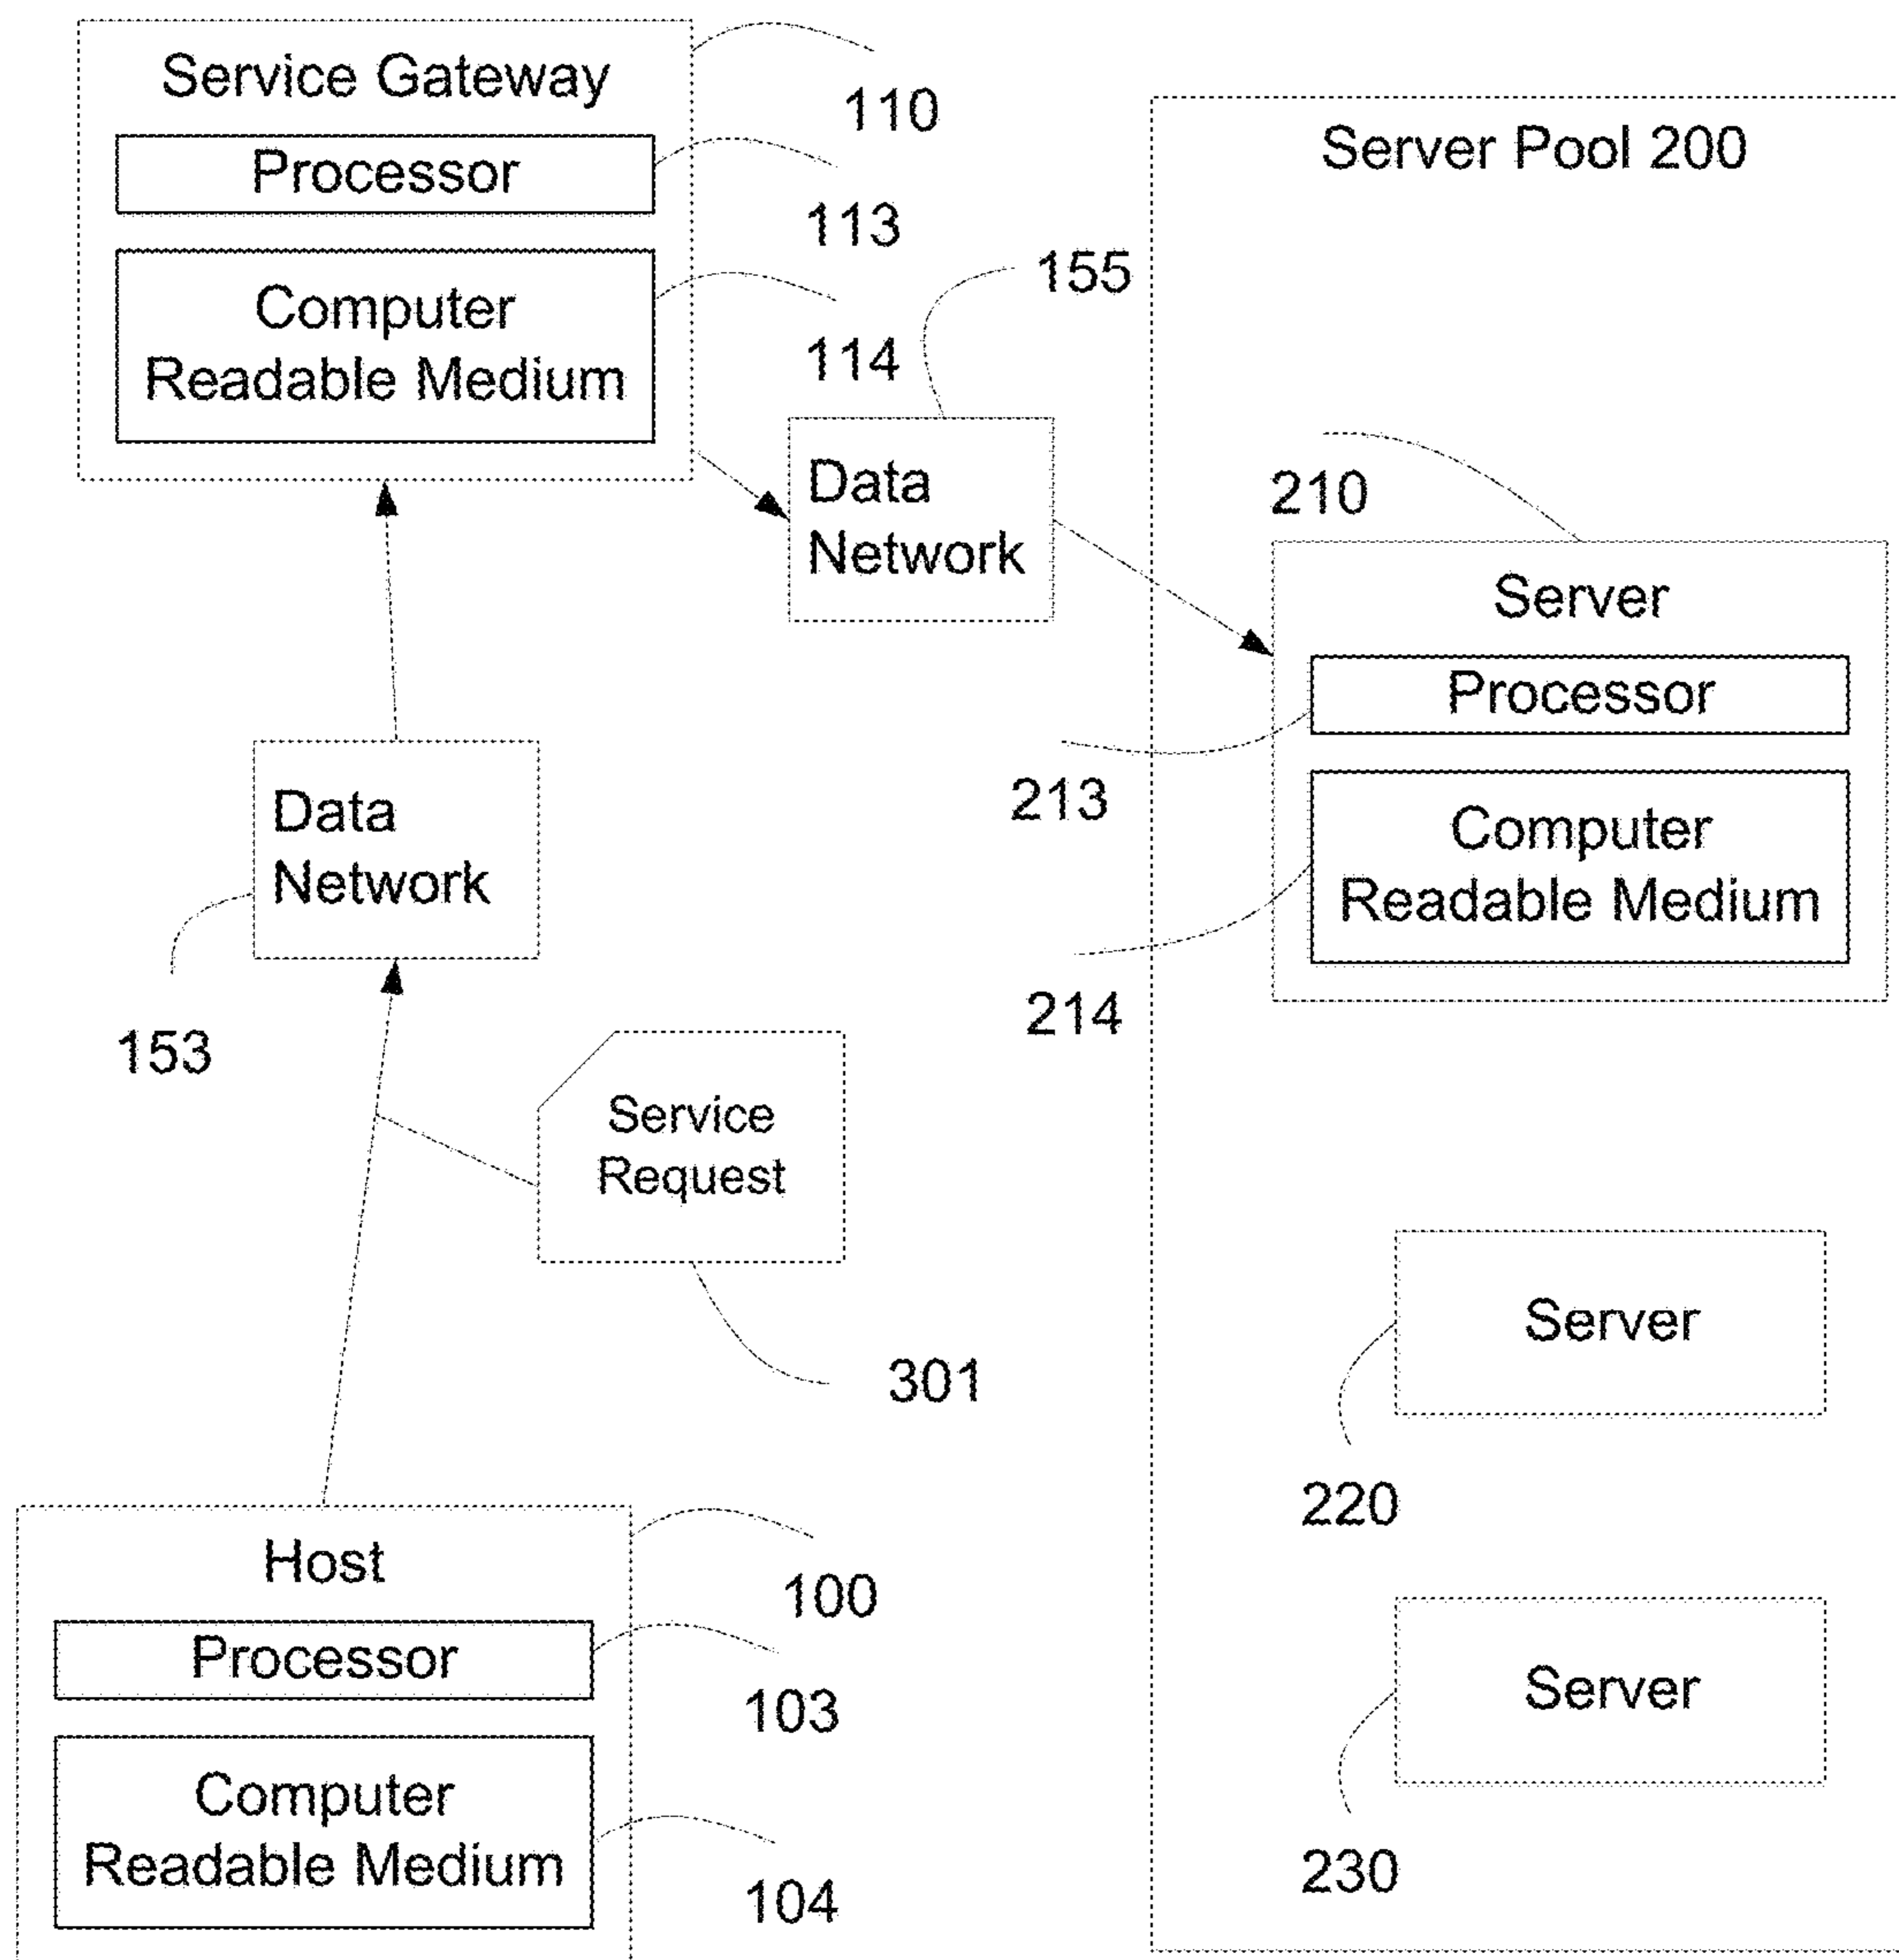 Service Gateway
110
Processor
113
Computer
Readable Medium
114
155
Data
Network
Server Pool 200
210
Server
Processor
213
Computer
Readable Medium
214
Data
Network
153
Service
Request
301
Server
220
Host
100
Processor
103
Computer
Readable Medium
104
Server
230